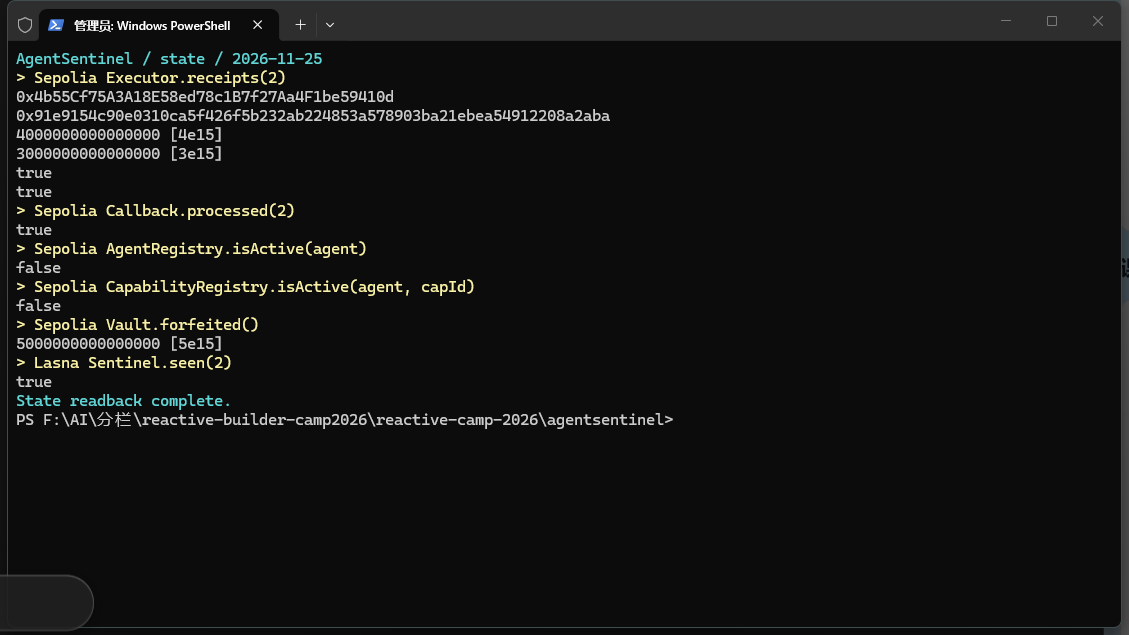 管理员: Windows PowerShell
AgentSentinel / state / 2026-11-25
> Sepolia Executor.receipts(2)
0x4b55Cf75A3A18E58ed78c1B7f27Aa4F1be59410d
0x91e9154c90e0310ca5f426f5b232ab224853a578903ba21ebea54912208a2aba
4000000000000000 [4e15]
3000000000000000 [3e15]
true
true
> Sepolia Callback.processed(2)
true
> Sepolia AgentRegistry.isActive(agent)
false
> Sepolia CapabilityRegistry.isActive(agent, capId)
false
> Sepolia Vault.forfeited()
5000000000000000 [5e15]
> Lasna Sentinel.seen(2)
true
State readback complete.
PS F:\AI\分栏\reactive-builder-camp2026\reactive-camp-2026\agentsentinel>